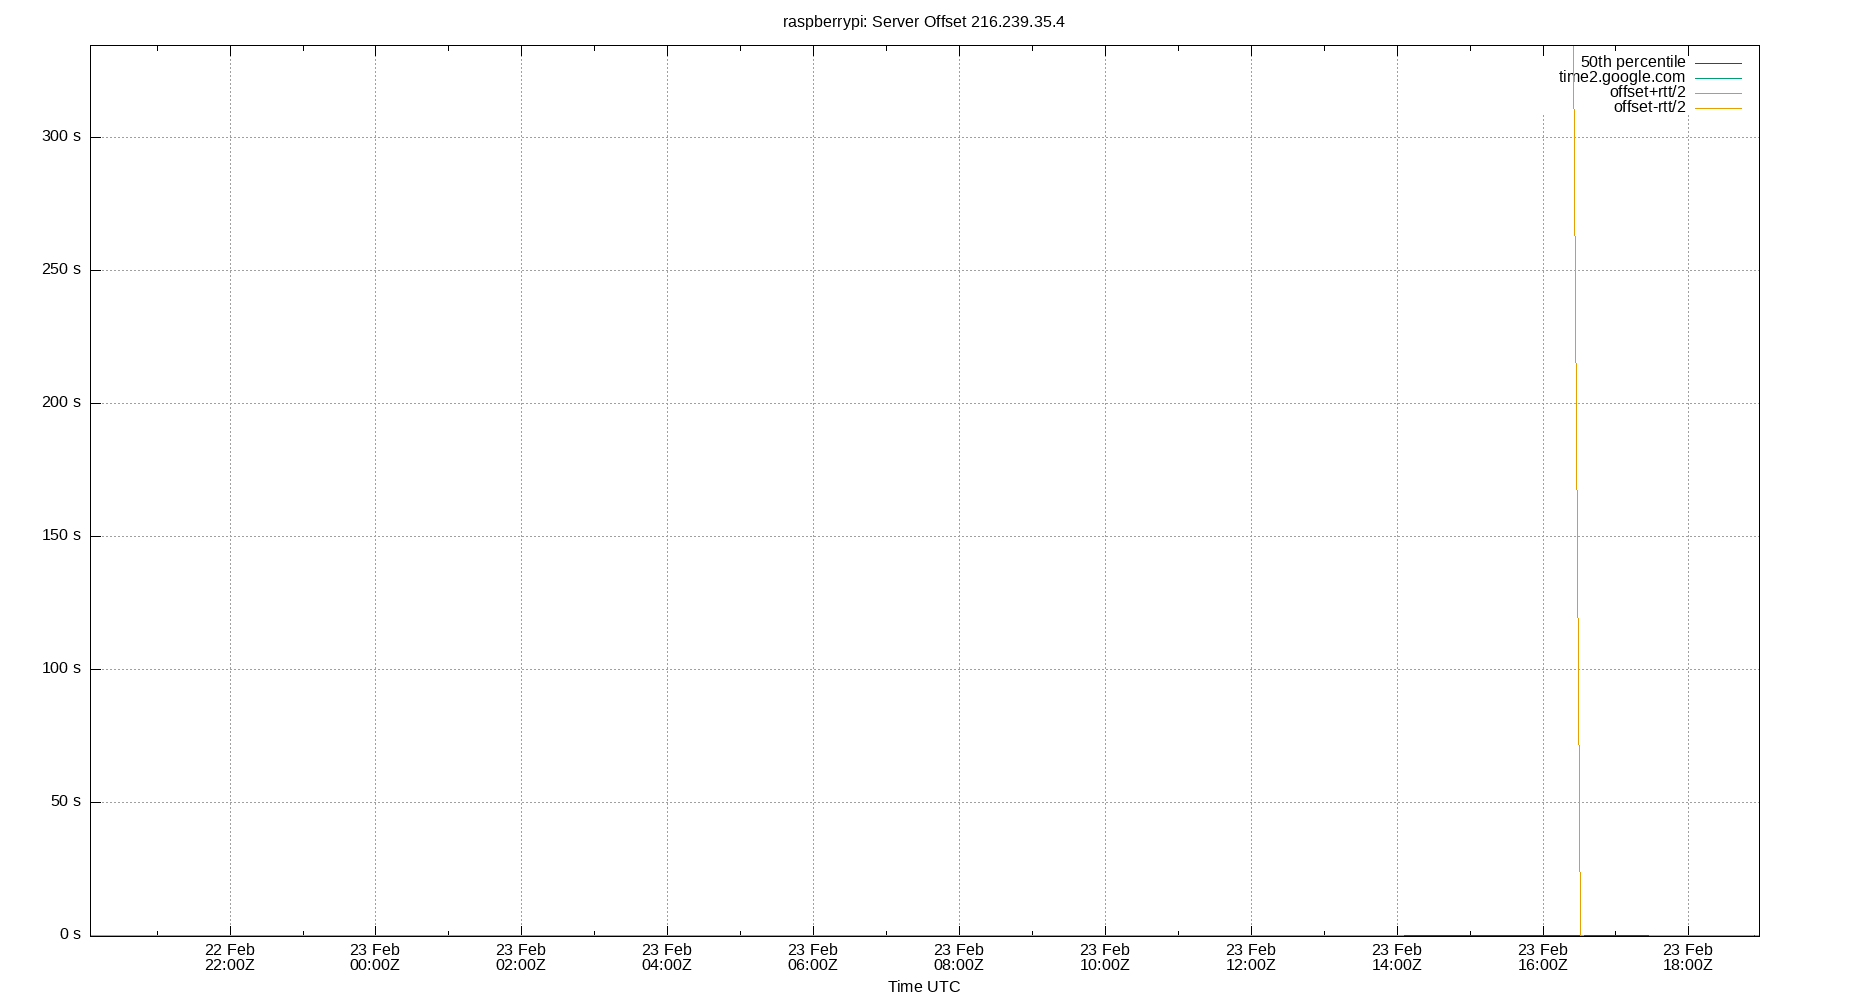 raspberrypi: Server Offset 216.239.35.4
50th percentile
time2.google.com
offset+rtt/2
offset-rtt/2
300 s
250 s
200 s
150 s
100 s
50 s
0 s
22 Feb 23 Feb 23 Feb 23 Feb 23 Feb 23 Feb 23 Feb 23 Feb 23 Feb 23 Feb 23 Feb
22:00Z 00:00Z 02:00Z 04:00Z 06:00Z 08:00Z 10:00Z 12:00Z 14:00Z 16:00Z 18:00Z
Time UTC